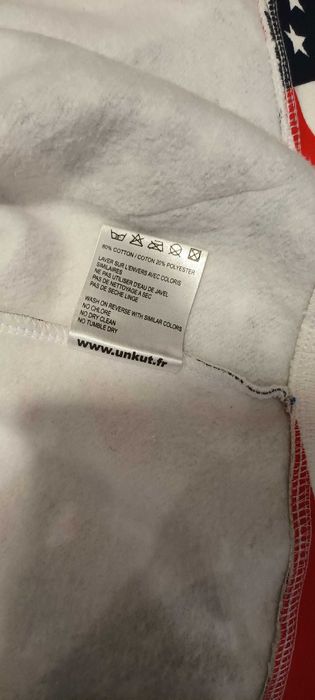 80% COTTON / COTON 20% POLYESTER
LAVER SUR L'ENVERS AVEC COLORIS
SIMILAIRES
NE PAS UTILISER D'EAU DE JAVEL
PAS DE NETTOYAGE A SEC
PAS DE SECHE LINGE
WASH ON REVERSE WITH SIMILAR COLORS
NO CHLORE
NO DRY CLEAN
NO TUMBLE DRY
www.unkut.fr